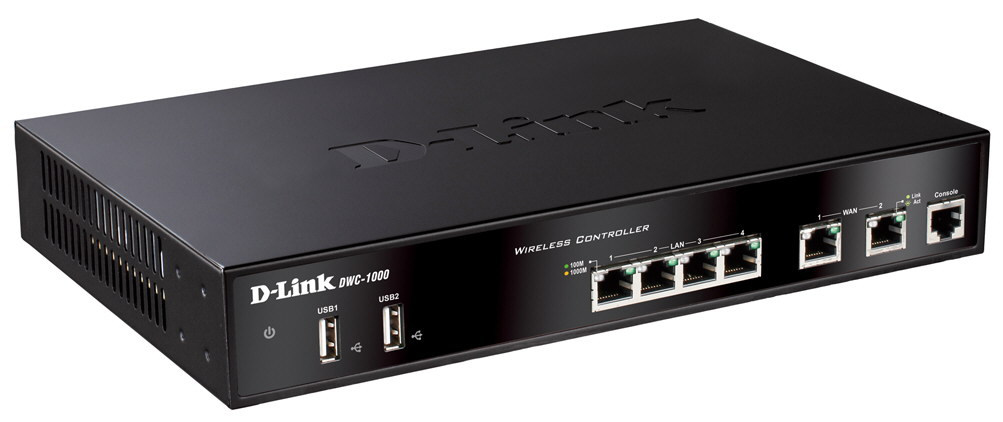 D-Link
WIRELESS CONTROLLER
D-Link DWC-1000
USB1
USB2
100M
1000M
1 2 LAN 3 4
1 WAN 2
Link
Act
Console